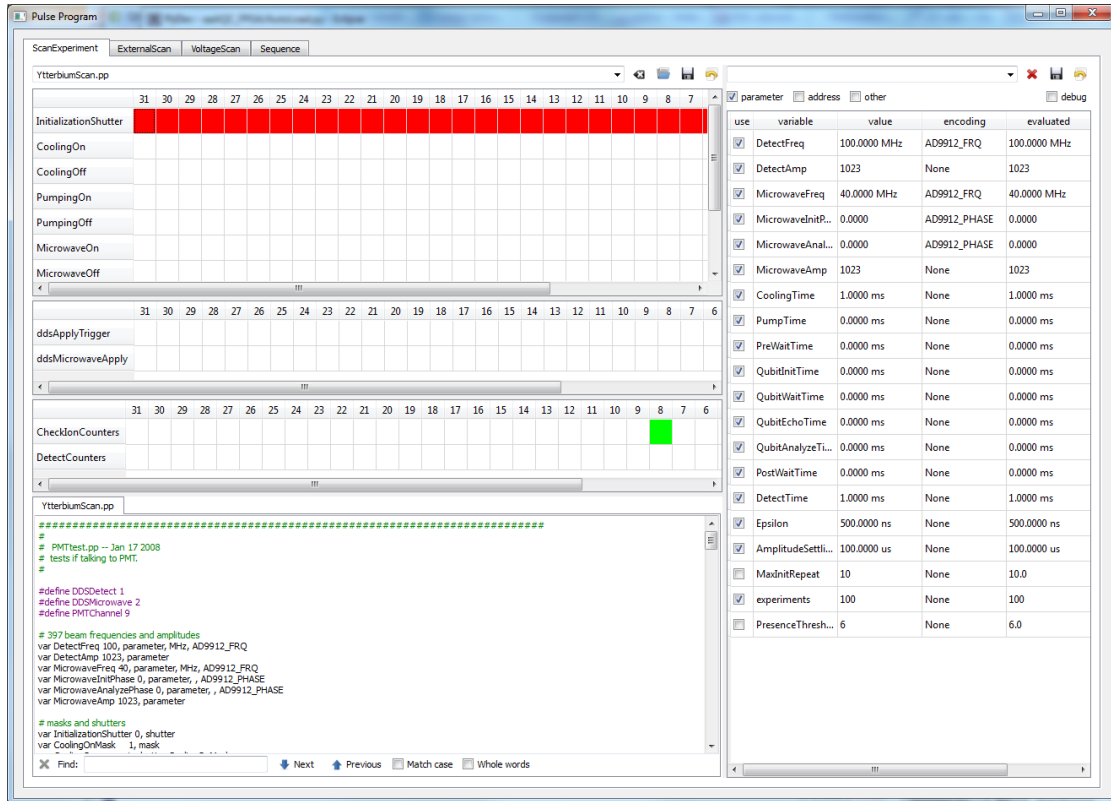 Pulse Program
ScanExperiment ExternalScan VoltageScan Sequence
YtterbiumScan.pp
31 30 29 28 27 26 25 24 23 22 21 20 19 18 17 16 15 14 13 12 11 10 9 8 7
InitializationShutter
CoolingOn
CoolingOff
PumpingOn
PumpingOff
MicrowaveOn
MicrowaveOff
31 30 29 28 27 26 25 24 23 22 21 20 19 18 17 16 15 14 13 12 11 10 9 8 7 6
ddsApplyTrigger
ddsMicrowaveApply
31 30 29 28 27 26 25 24 23 22 21 20 19 18 17 16 15 14 13 12 11 10 9 8 7 6
CheckIonCounters
DetectCounters
YtterbiumScan.pp
###########################################################################
#
# PMTtest.pp -- Jan 17 2008
# tests if talking to PMT.
#
#define DDSDetect 1
#define DDSMicrowave 2
#define PMTChannel 9
# 397 beam frequencies and amplitudes
var DetectFreq 100, parameter, MHz, AD9912_FRQ
var DetectAmp 1023, parameter
var MicrowaveFreq 40, parameter, MHz, AD9912_FRQ
var MicrowaveInitPhase 0, parameter, , AD9912_PHASE
var MicrowaveAnalyzePhase 0, parameter, , AD9912_PHASE
var MicrowaveAmp 1023, parameter
# masks and shutters
var InitializationShutter 0, shutter
var CoolingOnMask 1, mask
Find: Next Previous Match case Whole words
parameter address other debug
use variable value encoding evaluated
DetectFreq 100.0000 MHz AD9912_FRQ 100.0000 MHz
DetectAmp 1023 None 1023
MicrowaveFreq 40.0000 MHz AD9912_FRQ 40.0000 MHz
MicrowaveInitP... 0.0000 AD9912_PHASE 0.0000
MicrowaveAnal... 0.0000 AD9912_PHASE 0.0000
MicrowaveAmp 1023 None 1023
CoolingTime 1.0000 ms None 1.0000 ms
PumpTime 0.0000 ms None 0.0000 ms
PreWaitTime 0.0000 ms None 0.0000 ms
QubitInitTime 0.0000 ms None 0.0000 ms
QubitWaitTime 0.0000 ms None 0.0000 ms
QubitEchoTime 0.0000 ms None 0.0000 ms
QubitAnalyzeTi... 0.0000 ms None 0.0000 ms
PostWaitTime 0.0000 ms None 0.0000 ms
DetectTime 1.0000 ms None 1.0000 ms
Epsilon 500.0000 ns None 500.0000 ns
AmplitudeSettli... 100.0000 us None 100.0000 us
MaxInitRepeat 10 None 10.0
experiments 100 None 100
PresenceThresh... 6 None 6.0